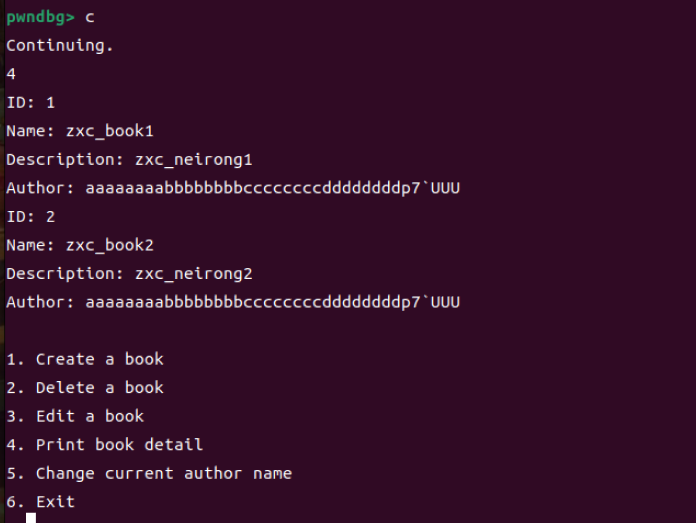 pwndbg> c
Continuing.
4
ID: 1
Name: zxc_book1
Description: zxc_neirong1
Author: aaaaaaaabbbbbbbbccccccccddddddddp7`UUU
ID: 2
Name: zxc_book2
Description: zxc_neirong2
Author: aaaaaaaabbbbbbbbccccccccddddddddp7`UUU
1. Create a book
2. Delete a book
3. Edit a book
4. Print book detail
5. Change current author name
6. Exit